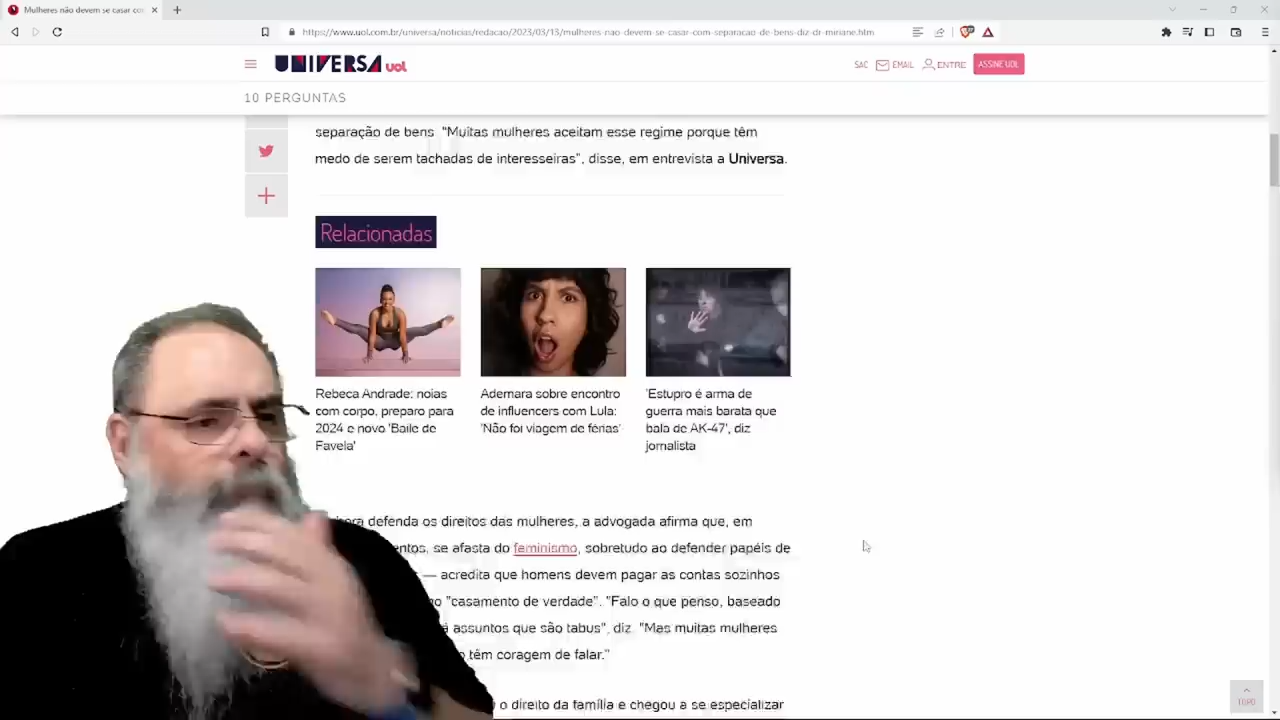 Mulheres não devem se casar co
https://www.uol.com.br/universa/noticias/redacao/2023/03/13/mulheres-nao-devem-se-casar-com-separacao-de-bens-diz-dr-miriane.htm
UNIVERSA uol
SAC
EMAIL
ENTRE
ASSINE UOL
10 PERGUNTAS
separação de bens. "Muitas mulheres aceitam esse regime porque têm
medo de serem tachadas de interesseiras", disse, em entrevista a Universa.
Relacionadas
Rebeca Andrade: noias
com corpo, preparo para
2024 e novo 'Baile de
Favela'
Ademara sobre encontro
de influencers com Lula:
'Não foi viagem de férias'
'Estupro é arma de
guerra mais barata que
bala de AK-47', diz
jornalista
defenda os direitos das mulheres, a advogada afirma que, em
se afasta do feminismo, sobretudo ao defender papéis de
— acredita que homens devem pagar as contas sozinhos
"casamento de verdade". "Falo o que penso, baseado
assuntos que são tabus", diz. "Mas muitas mulheres
têm coragem de falar."
o direito da família e chegou a se especializar
TOPO